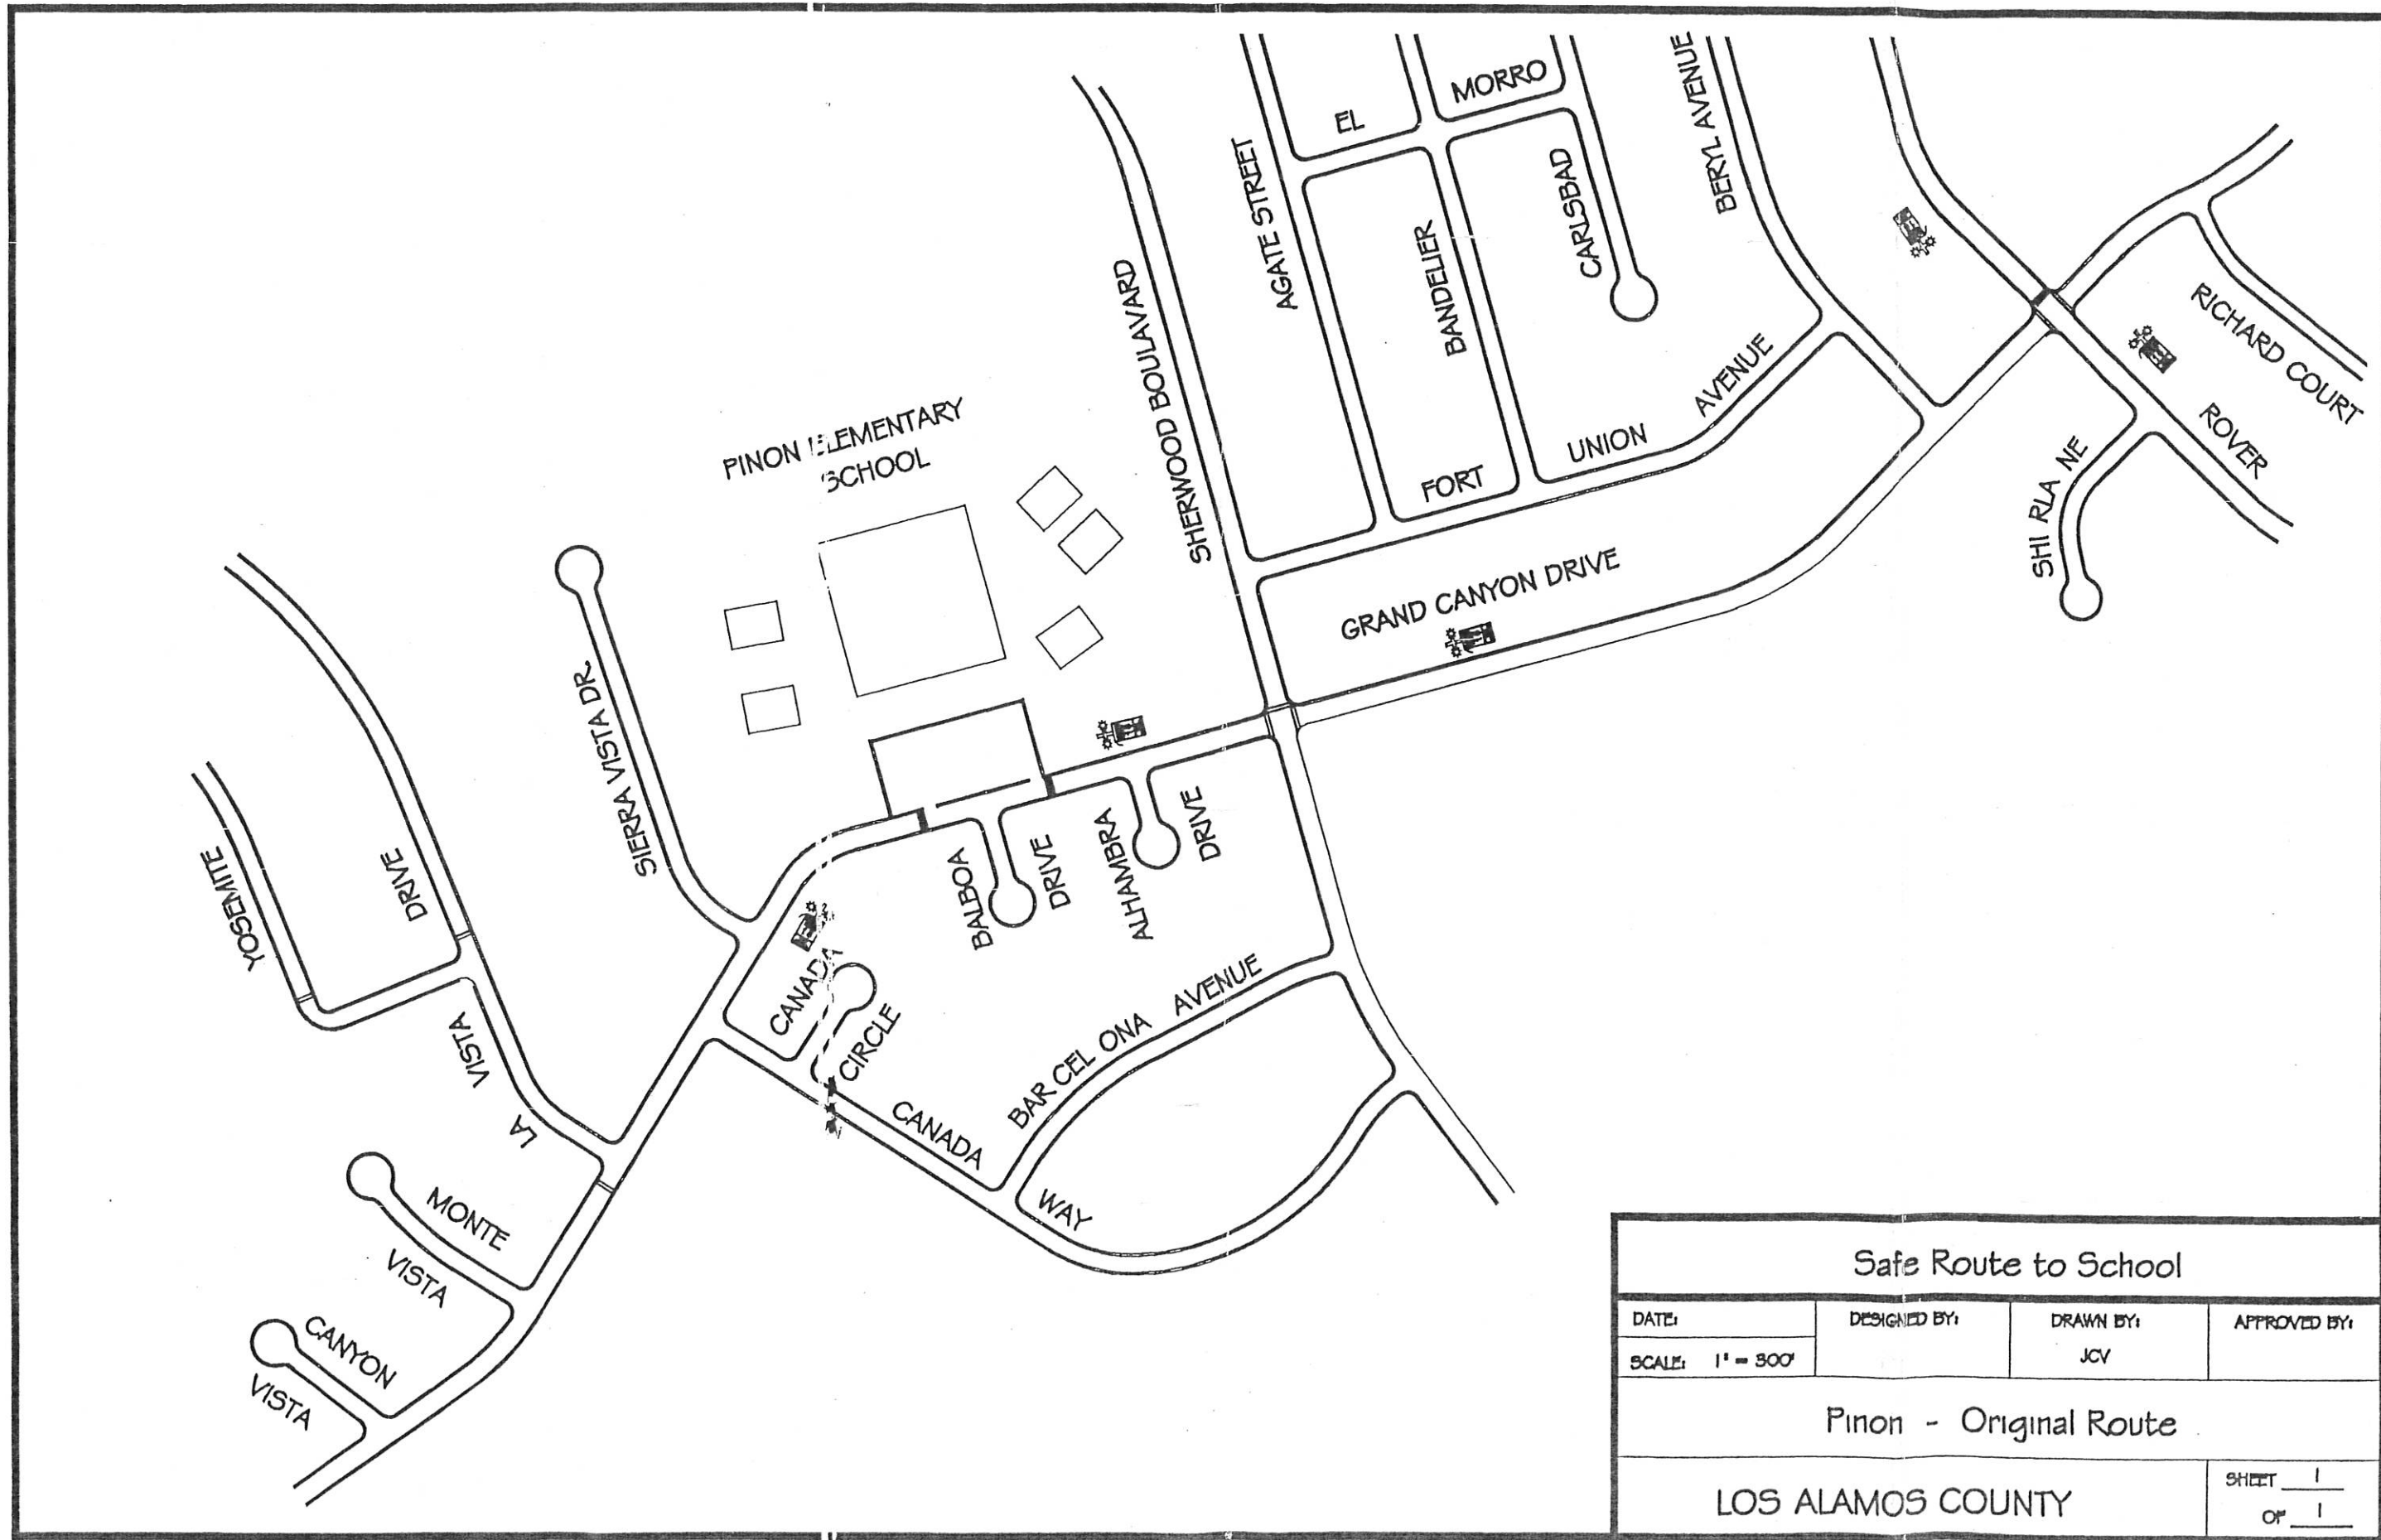 EL
MORRO
BERYL AVENUE
AGATE STREET
CARLSBAD
BANDELIER
SHERWOOD BOULAVARD
RICHARD COURT
ROVER
SHI RLA NE
UNION
AVENUE
FORT
GRAND CANYON DRIVE
PINON ELEMENTARY
SCHOOL
SIERRA VISTA DR.
YOSEMITE
DRIVE
BALBOA
DRIVE
ALHAMBRA
DRIVE
CANADA
CIRCLE
BAR CEL ONA AVENUE
CANADA
WAY
LA
VISTA
MONTE
VISTA
CANYON
VISTA
Safe Route to School
DATE:
DESIGNED BY:
DRAWN BY:
APPROVED BY:
SCALE: 1" = 300'
JCV
Pinon - Original Route
LOS ALAMOS COUNTY
SHEET 1
OF 1